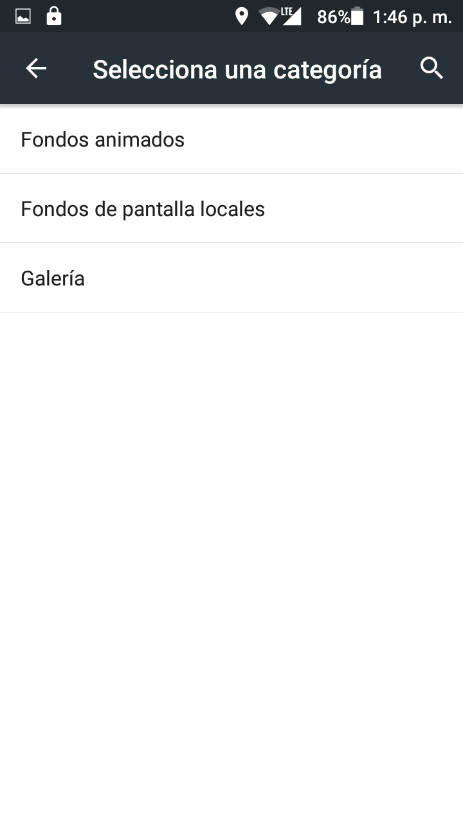 LTE 86% 1:46 p. m.
Selecciona una categoría
Fondos animados
Fondos de pantalla locales
Galería